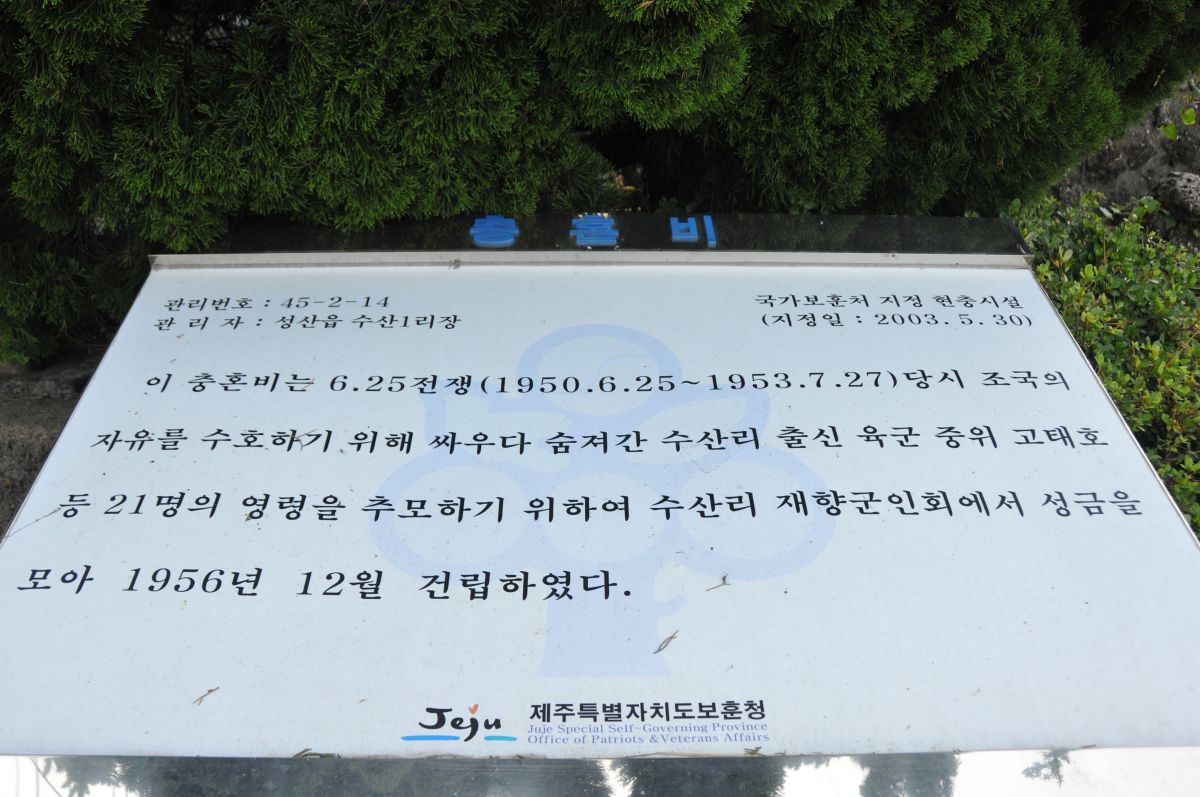 충혼비
관리번호 : 45-2-14
관 리 자 : 성산읍 수산1리장
국가보훈처 지정 현충시설
(지정일 : 2003. 5. 30)
이 충혼비는 6.25전쟁(1950.6.25~1953.7.27)당시 조국의
자유를 수호하기 위해 싸우다 숨져간 수산리 출신 육군 중위 고태호
등 21명의 영령을 추모하기 위하여 수산리 재향군인회에서 성금을
모아 1956년 12월 건립하였다.
Jeju
제주특별자치도보훈청
Juje Special Self-Governing Province
Office of Patriots & Veterans Affairs